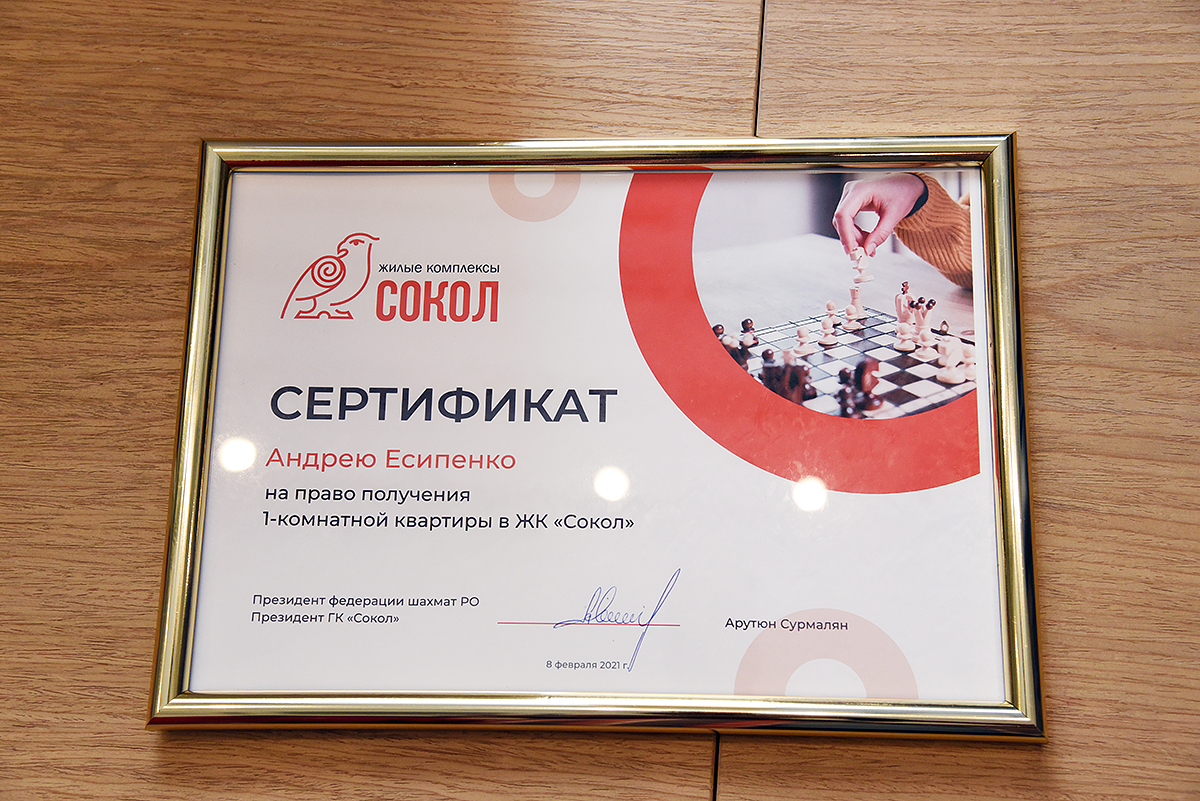 ЖИЛЫЕ КОМПЛЕКСЫ
СОКОЛ
СЕРТИФИКАТ
Андрею Есипенко
на право получения
1-комнатной квартиры в ЖК «Сокол»
Президент федерации шахмат РО
Президент ГК «Сокол»
Арутюн Сурмалян
8 февраля 2021 г.